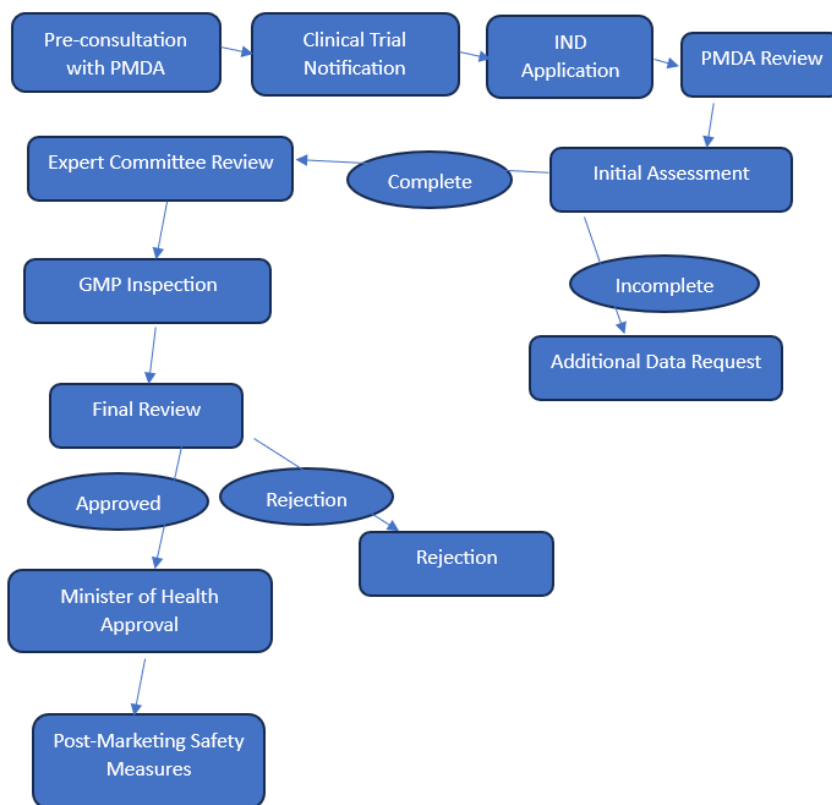 Pre-consultation
with PMDA
Clinical Trial
Notification
IND
Application
PMDA Review
Expert Committee Review
Complete
Initial Assessment
GMP Inspection
Incomplete
Additional Data Request
Final Review
Approved
Rejection
Rejection
Minister of Health
Approval
Post-Marketing Safety
Measures